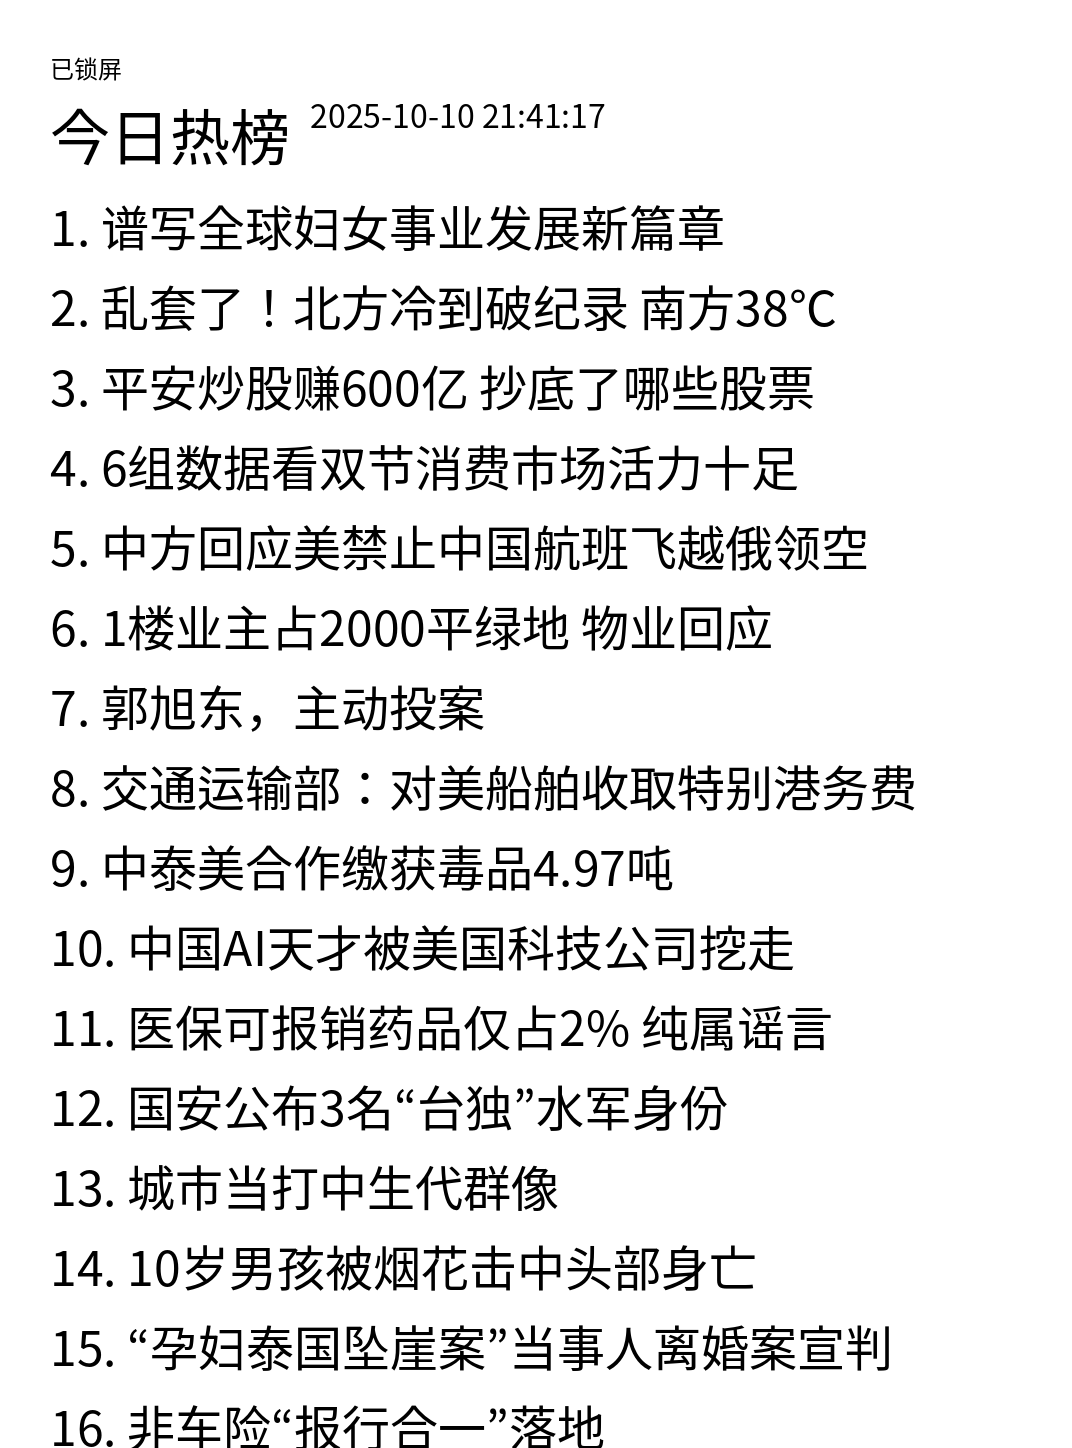 已锁屏
今日热榜 2025-10-10 21:41:17
1. 谱写全球妇女事业发展新篇章
2. 乱套了！北方冷到破纪录 南方38℃
3. 平安炒股赚600亿 抄底了哪些股票
4. 6组数据看双节消费市场活力十足
5. 中方回应美禁止中国航班飞越俄领空
6. 1楼业主占2000平绿地 物业回应
7. 郭旭东，主动投案
8. 交通运输部：对美船舶收取特别港务费
9. 中泰美合作缴获毒品4.97吨
10. 中国AI天才被美国科技公司挖走
11. 医保可报销药品仅占2% 纯属谣言
12. 国安公布3名“台独”水军身份
13. 城市当打中生代群像
14. 10岁男孩被烟花击中头部身亡
15. “孕妇泰国坠崖案”当事人离婚案宣判
16. 非车险“报行合一”落地